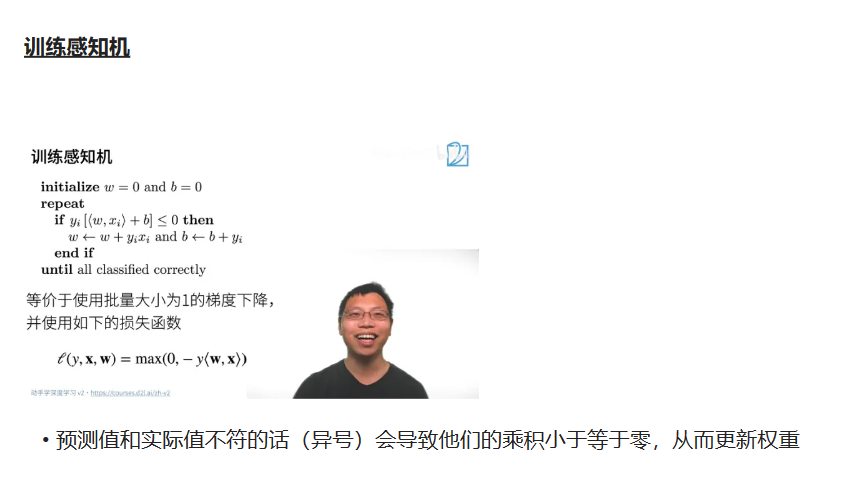 训练感知机
训练感知机
initialize w = 0 and b = 0
repeat
if yᵢ [⟨w, xᵢ⟩ + b] ≤ 0 then
w ← w + yᵢxᵢ and b ← b + yᵢ
end if
until all classified correctly
等价于使用批量大小为1的梯度下降，
并使用如下的损失函数
ℓ(y, x, w) = max(0, − y⟨w, x⟩)
动手学深度学习 v2 · https://courses.d2l.ai/zh-v2
• 预测值和实际值不符的话（异号）会导致他们的乘积小于等于零，从而更新权重